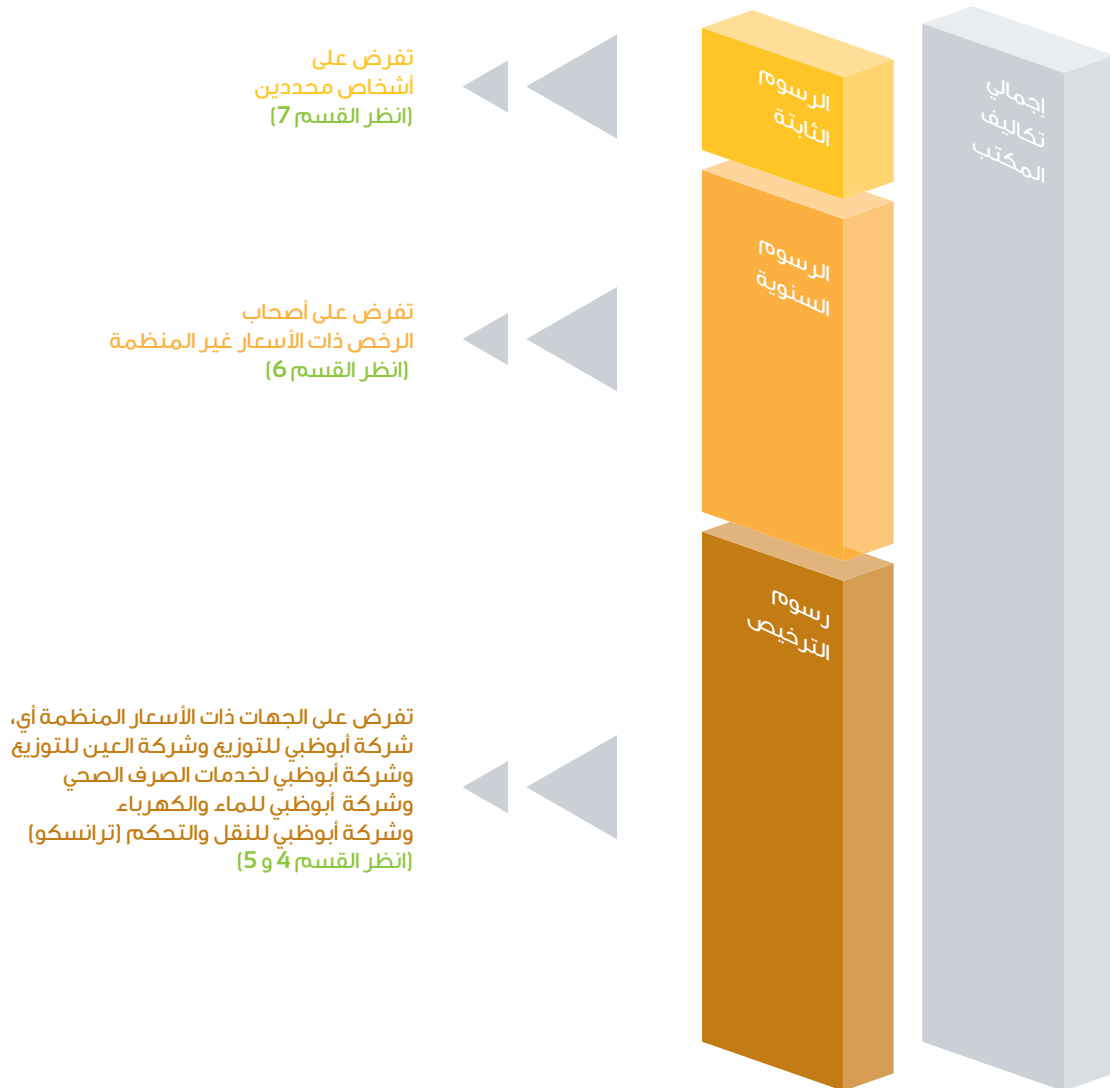 إجمالي
تكاليف
المكتب
الرسوم
الثابتة
تفرض على
أشخاص محددين
(انظر القسم 7)
الرسوم
السنوية
تفرض على أصحاب
الرخص ذات الأسعار غير المنظمة
(انظر القسم 6)
رسوم
الترخيص
تفرض على الجهات ذات الأسعار المنظمة أي،
شركة أبوظبي للتوزيع وشركة العين للتوزيع
وشركة أبوظبي لخدمات الصرف الصحي
وشركة أبوظبي للماء والكهرباء
وشركة أبوظبي للنقل والتحكم (ترانسكو)
(انظر القسم 4 و 5)